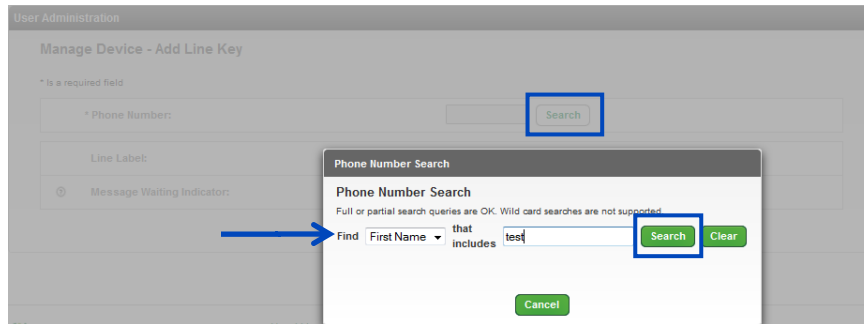 User Administration
Manage Device - Add Line Key
* Is a required field
* Phone Number: Search
Line Label:
Message Waiting Indicator:
Phone Number Search
Phone Number Search
Full or partial search queries are OK. Wild card searches are not supported
Find First Name that includes test Search Clear
Cancel